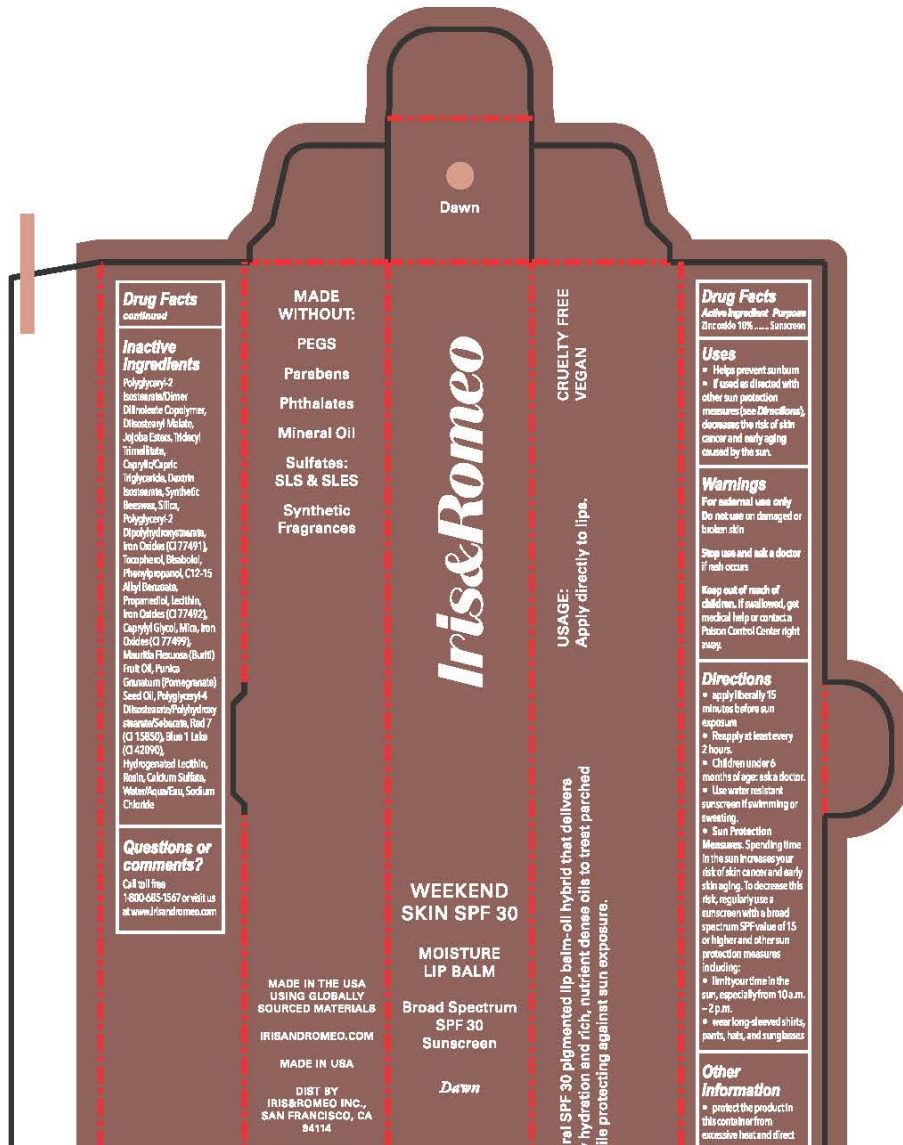 Dawn
Drug Facts
continued
Inactive
Ingredients
Polyglyceryl-2
Isostearate/Dimer
Dilinoleate Copolymer,
Diisostearyl Malate,
Jojoba Esters, Tridecyl
Trimellitate,
Caprylic/Capric
Triglyceride, Dextrin
Isostearate, Synthetic
Beeswax, Silica,
Polyglyceryl-2
Dipolyhydroxystearate,
Iron Oxides (CI 77491),
Tocopherol, Bisabolol,
Phenylpropanol, C12-15
Alkyl Benzoate,
Propanediol, Lecithin,
Iron Oxides (CI 77492),
Caprylyl Glycol, Mica, Iron
Oxides (CI 77499),
Mauritia Flexuosa (Buriti)
Fruit Oil, Punica
Granatum (Pomegranate)
Seed Oil, Polyglyceryl-4
Diisostearate/Polyhydroxy
stearate/Sebacate, Red 7
(CI 15850), Blue 1 Lake
(CI 42090),
Hydrogenated Lecithin,
Rosin, Calcium Sulfate,
Water/Aqua/Eau, Sodium
Chloride
Questions or
comments?
Call toll free
1-800-685-1567 or visit us
at www.irisandromeo.com
MADE
WITHOUT:
PEGS
Parabens
Phthalates
Mineral Oil
Sulfates:
SLS & SLES
Synthetic
Fragrances
MADE IN THE USA
USING GLOBALLY
SOURCED MATERIALS
IRISANDROMEO.COM
MADE IN USA
DIST BY
IRIS&ROMEO INC.,
SAN FRANCISCO, CA
94114
Iris&Romeo
WEEKEND
SKIN SPF 30
MOISTURE
LIP BALM
Broad Spectrum
SPF 30
Sunscreen
Dawn
CRUELTY FREE
VEGAN
USAGE:
Apply directly to lips.
ral SPF 30 pigmented lip balm-oil hybrid that delivers
hydration and rich, nutrient dense oils to treat parched
ile protecting against sun exposure.
Drug Facts
Active Ingredient Purpose
Zinc oxide 10% ....... Sunscreen
Uses
• Helps prevent sunburn
• If used as directed with
other sun protection
measures (see Directions),
decreases the risk of skin
cancer and early aging
caused by the sun.
Warnings
For external use only
Do not use on damaged or
broken skin
Stop use and ask a doctor
if rash occurs
Keep out of reach of
children. If swallowed, get
medical help or contact a
Poison Control Center right
away.
Directions
• apply liberally 15
minutes before sun
exposure
• Reapply at least every
2 hours.
• Children under 6
months of age: ask a doctor.
• Use water resistant
sunscreen if swimming or
sweating.
• Sun Protection
Measures. Spending time
in the sun increases your
risk of skin cancer and early
skin aging. To decrease this
risk, regularly use a
sunscreen with a broad
spectrum SPF value of 15
or higher and other sun
protection measures
including:
• limit your time in the
sun, especially from 10 a.m.
– 2 p.m.
• wear long-sleeved shirts,
pants, hats, and sunglasses
Other
Information
• protect the product in
this container from
excessive heat and direct